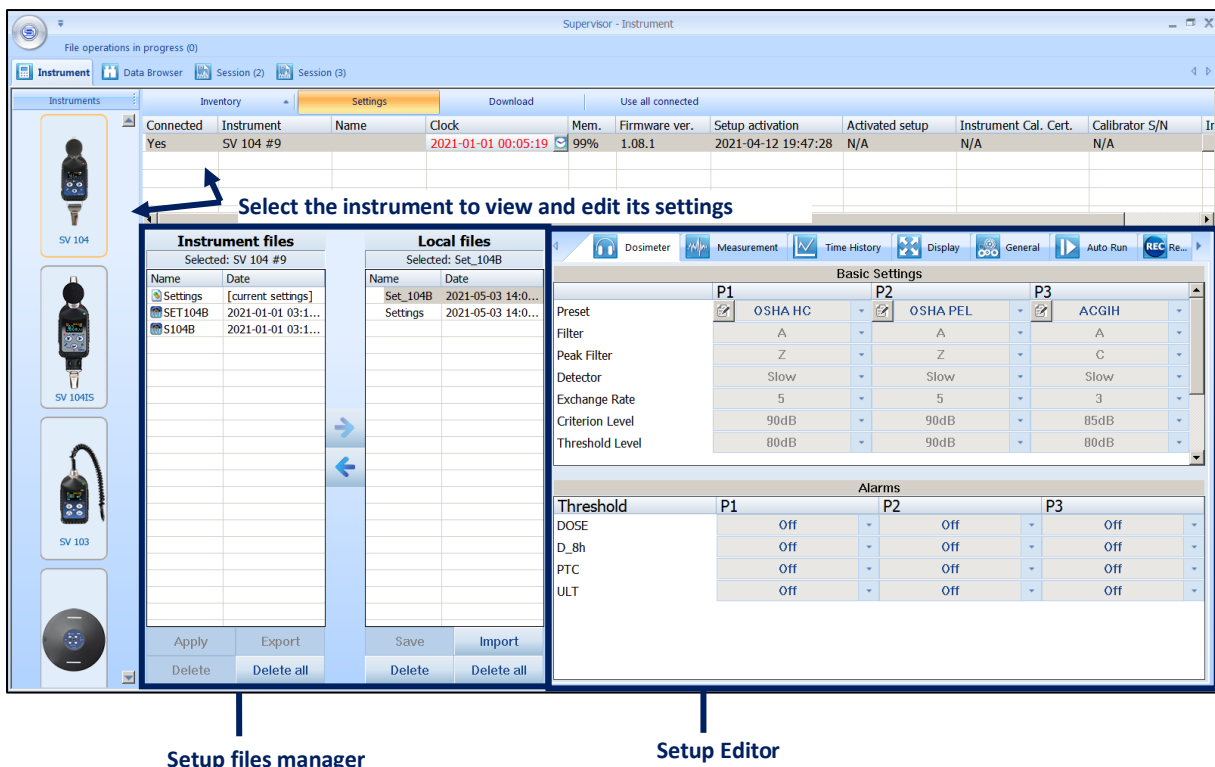 Supervisor - Instrument
File operations in progress (0)
Instrument Data Browser Session (2) Session (3)
Instruments Inventory Settings Download Use all connected
Connected Instrument Name Clock Mem. Firmware ver. Setup activation Activated setup Instrument Cal. Cert. Calibrator S/N Ir
Yes SV 104 #9 2021-01-01 00:05:19 99% 1.08.1 2021-04-12 19:47:28 N/A N/A N/A
Select the instrument to view and edit its settings
SV 104
SV 104IS
SV 103
Instrument files
Selected: SV 104 #9
Name Date
Settings [current settings]
SET104B 2021-01-01 03:1...
S104B 2021-01-01 03:1...
Apply Export
Delete Delete all
Local files
Selected: Set_104B
Name Date
Set_104B 2021-05-03 14:0...
Settings 2021-05-03 14:0...
Save Import
Delete Delete all
Dosimeter Measurement Time History Display General Auto Run REC Re...
Basic Settings
P1 P2 P3
Preset OSHA HC OSHA PEL ACGIH
Filter A A A
Peak Filter Z Z C
Detector Slow Slow Slow
Exchange Rate 5 5 3
Criterion Level 90dB 90dB 85dB
Threshold Level 80dB 90dB 80dB
Alarms
Threshold P1 P2 P3
DOSE Off Off Off
D_8h Off Off Off
PTC Off Off Off
ULT Off Off Off
Setup files manager
Setup Editor